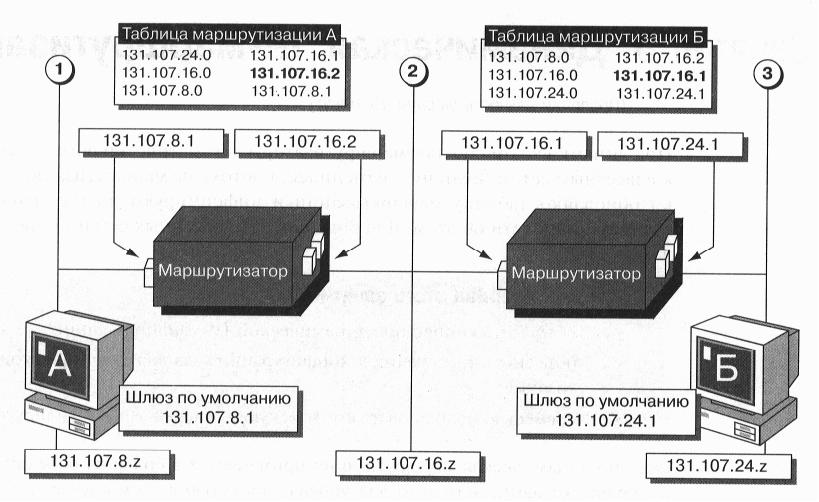 Таблица маршрутизации А
131.107.24.0 131.107.16.1
131.107.16.0 131.107.16.2
131.107.8.0 131.107.8.1
Таблица маршрутизации Б
131.107.8.0 131.107.16.2
131.107.16.0 131.107.16.1
131.107.24.0 131.107.24.1
1
2
3
131.107.8.1
131.107.16.2
131.107.16.1
131.107.24.1
Маршрутизатор
Маршрутизатор
А
Б
Шлюз по умолчанию
131.107.8.1
Шлюз по умолчанию
131.107.24.1
131.107.8.z
131.107.16.z
131.107.24.z